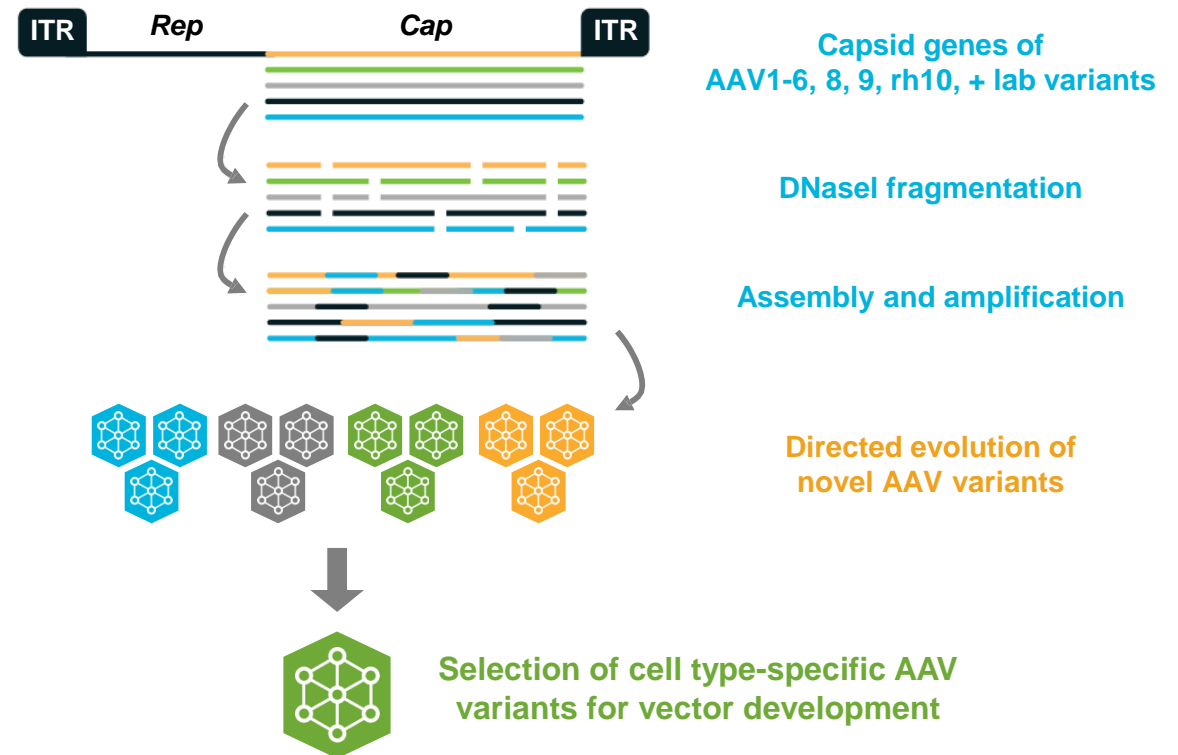 ITR Rep Cap ITR
Capsid genes of
AAV1-6, 8, 9, rh10, + lab variants
DNaseI fragmentation
Assembly and amplification
Directed evolution of
novel AAV variants
Selection of cell type-specific AAV
variants for vector development